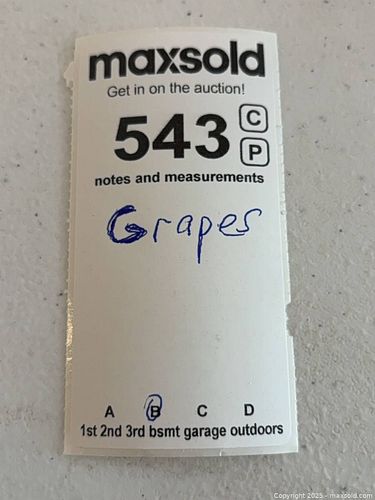 maxsold
Get in on the auction!
543 C
P
notes and measurements
Grapes
A B C D
1st 2nd 3rd bsmt garage outdoors
Copyright 2025 - maxsold.com